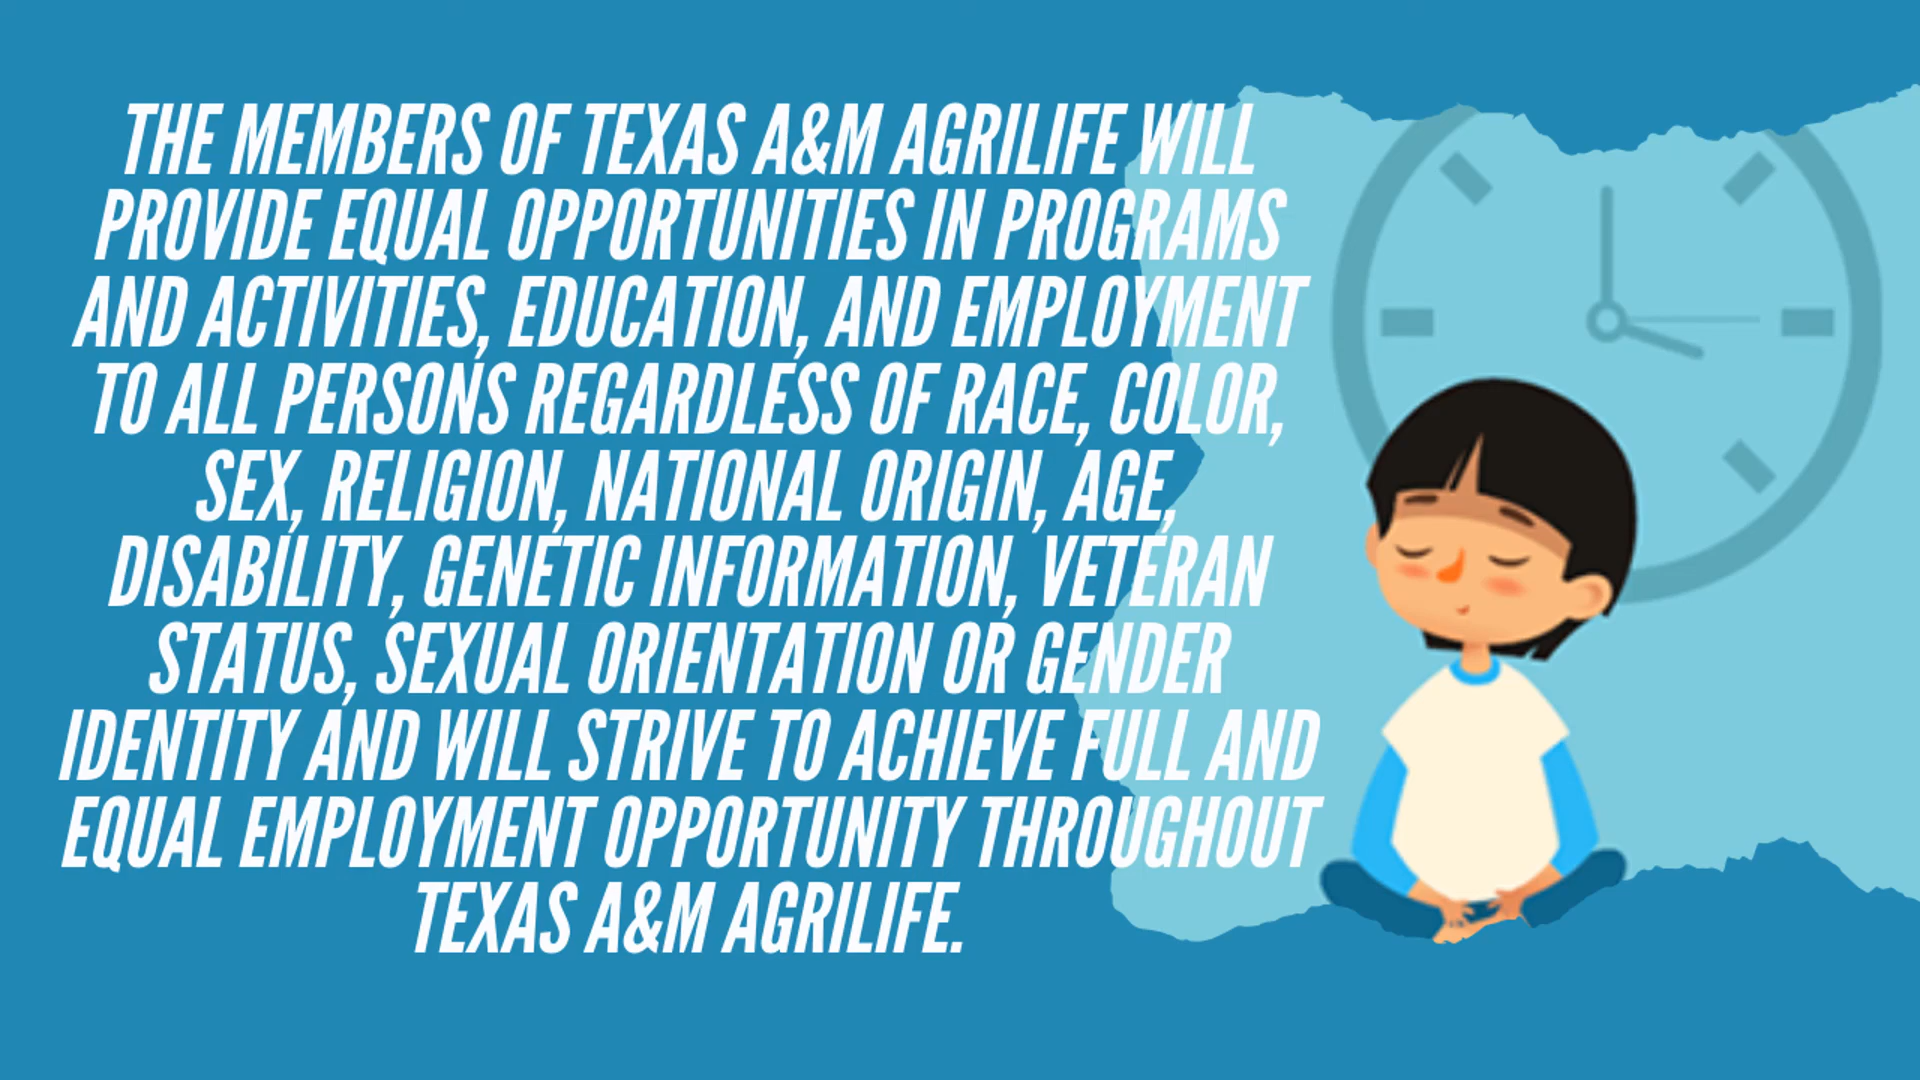 THE MEMBERS OF TEXAS A&M AGRILIFE WILL
PROVIDE EQUAL OPPORTUNITIES IN PROGRAMS
AND ACTIVITIES, EDUCATION, AND EMPLOYMENT
TO ALL PERSONS REGARDLESS OF RACE, COLOR,
SEX, RELIGION, NATIONAL ORIGIN, AGE,
DISABILITY, GENETIC INFORMATION, VETERAN
STATUS, SEXUAL ORIENTATION OR GENDER
IDENTITY AND WILL STRIVE TO ACHIEVE FULL AND
EQUAL EMPLOYMENT OPPORTUNITY THROUGHOUT
TEXAS A&M AGRILIFE.